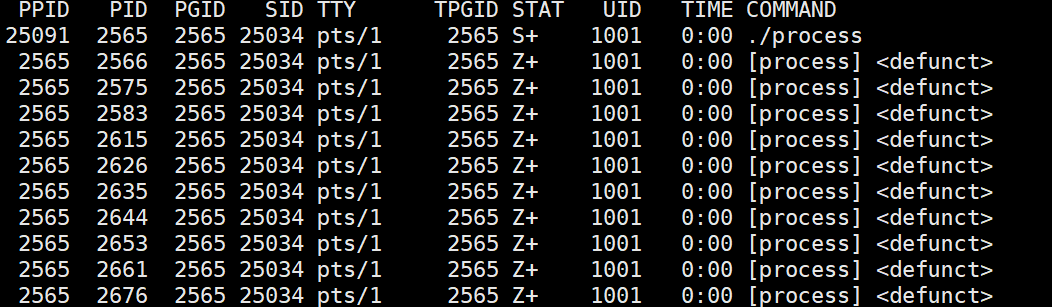 PPID PID PGID SID TTY TPGID STAT UID TIME COMMAND
25091 2565 2565 25034 pts/1 2565 S+ 1001 0:00 ./process
2565 2566 2565 25034 pts/1 2565 Z+ 1001 0:00 [process] <defunct>
2565 2575 2565 25034 pts/1 2565 Z+ 1001 0:00 [process] <defunct>
2565 2583 2565 25034 pts/1 2565 Z+ 1001 0:00 [process] <defunct>
2565 2615 2565 25034 pts/1 2565 Z+ 1001 0:00 [process] <defunct>
2565 2626 2565 25034 pts/1 2565 Z+ 1001 0:00 [process] <defunct>
2565 2635 2565 25034 pts/1 2565 Z+ 1001 0:00 [process] <defunct>
2565 2644 2565 25034 pts/1 2565 Z+ 1001 0:00 [process] <defunct>
2565 2653 2565 25034 pts/1 2565 Z+ 1001 0:00 [process] <defunct>
2565 2661 2565 25034 pts/1 2565 Z+ 1001 0:00 [process] <defunct>
2565 2676 2565 25034 pts/1 2565 Z+ 1001 0:00 [process] <defunct>